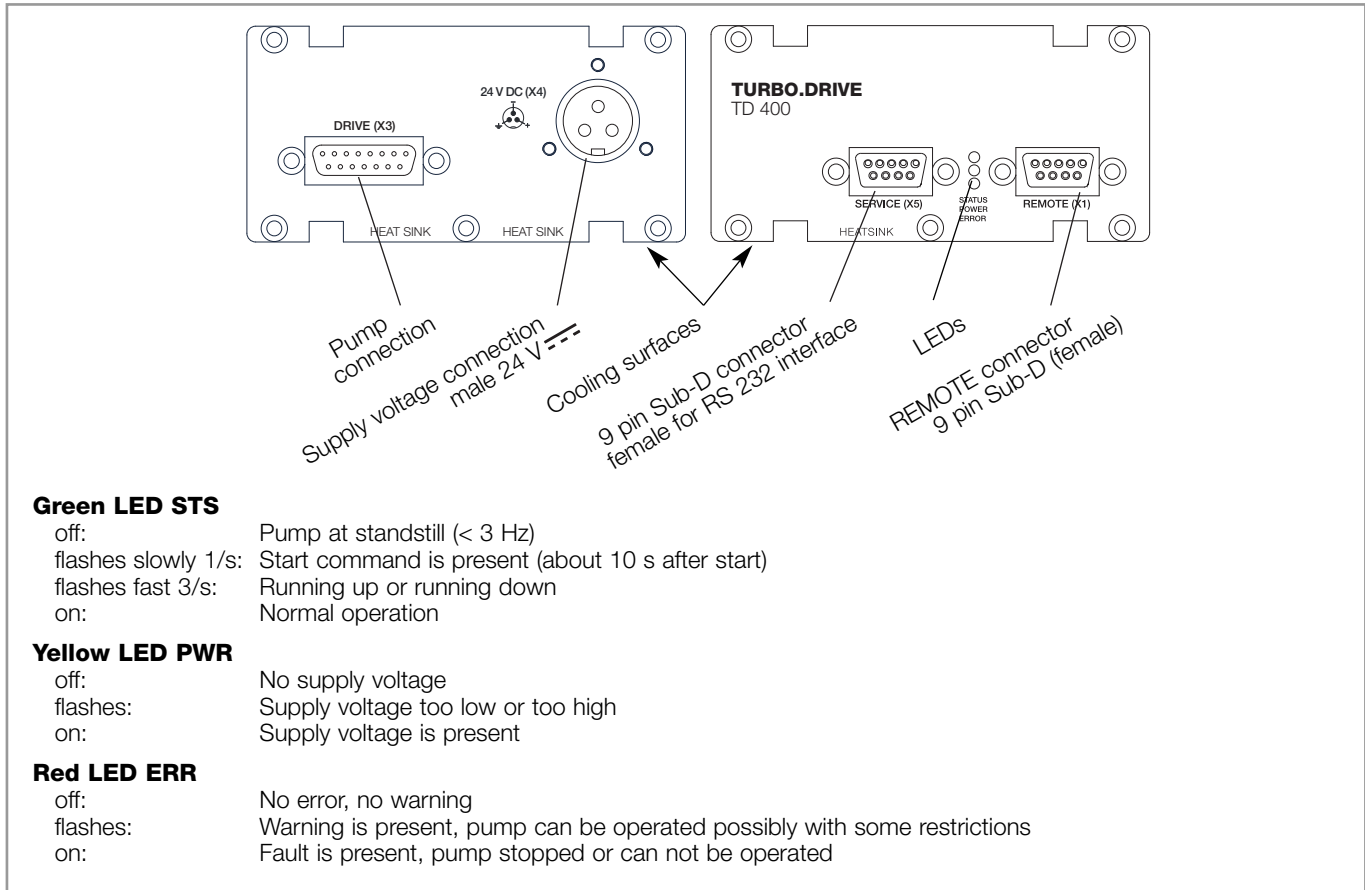 24 V DC (X4)
+
DRIVE (X3)
HEAT SINK
HEAT SINK
TURBO.DRIVE
TD 400
SERVICE (X5)
STATUS
POWER
ERROR
REMOTE (X1)
HEATSINK
Pump
connection
Supply voltage connection
male 24 V
Cooling surfaces
9 pin Sub-D connector
female for RS 232 interface
LEDs
REMOTE connector
9 pin Sub-D (female)
Green LED STS
off: Pump at standstill (< 3 Hz)
flashes slowly 1/s: Start command is present (about 10 s after start)
flashes fast 3/s: Running up or running down
on: Normal operation
Yellow LED PWR
off: No supply voltage
flashes: Supply voltage too low or too high
on: Supply voltage is present
Red LED ERR
off: No error, no warning
flashes: Warning is present, pump can be operated possibly with some restrictions
on: Fault is present, pump stopped or can not be operated